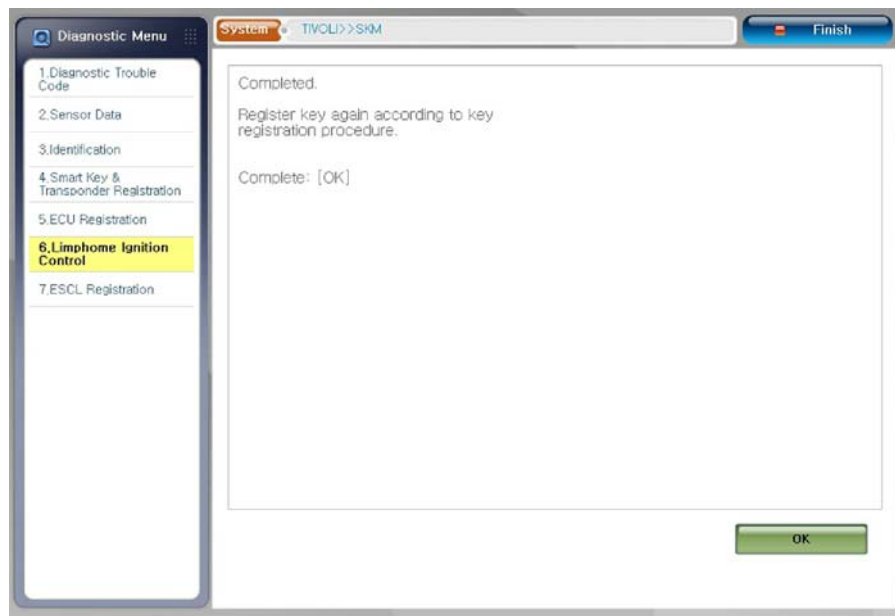 Diagnostic Menu
System
TIVOLI>>SKM
Finish
1.Diagnostic Trouble
Code
2.Sensor Data
3.Identification
4.Smart Key &
Transponder Registration
5.ECU Registration
6.Limphome Ignition
Control
7.ESCL Registration
Completed.
Register key again according to key
registration procedure.
Complete: [OK]
OK